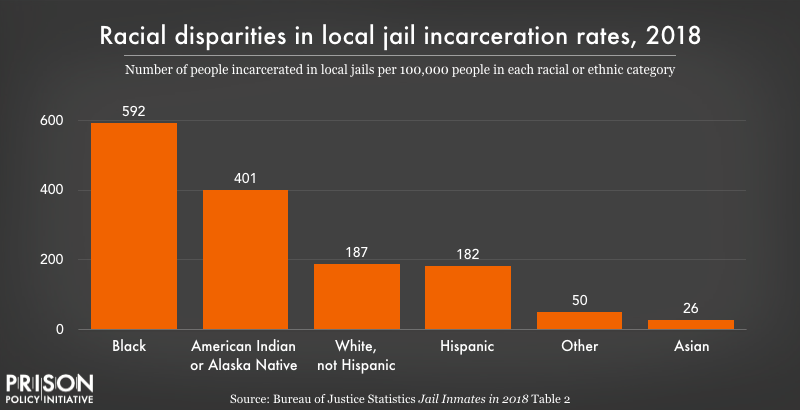 Racial disparities in local jail incarceration rates, 2018
Number of people incarcerated in local jails per 100,000 people in each racial or ethnic category
600
400
200
0
592
401
187
182
50
26
Black
American Indian
or Alaska Native
White,
not Hispanic
Hispanic
Other
Asian
PRISON
POLICY INITIATIVE
Source: Bureau of Justice Statistics Jail Inmates in 2018 Table 2